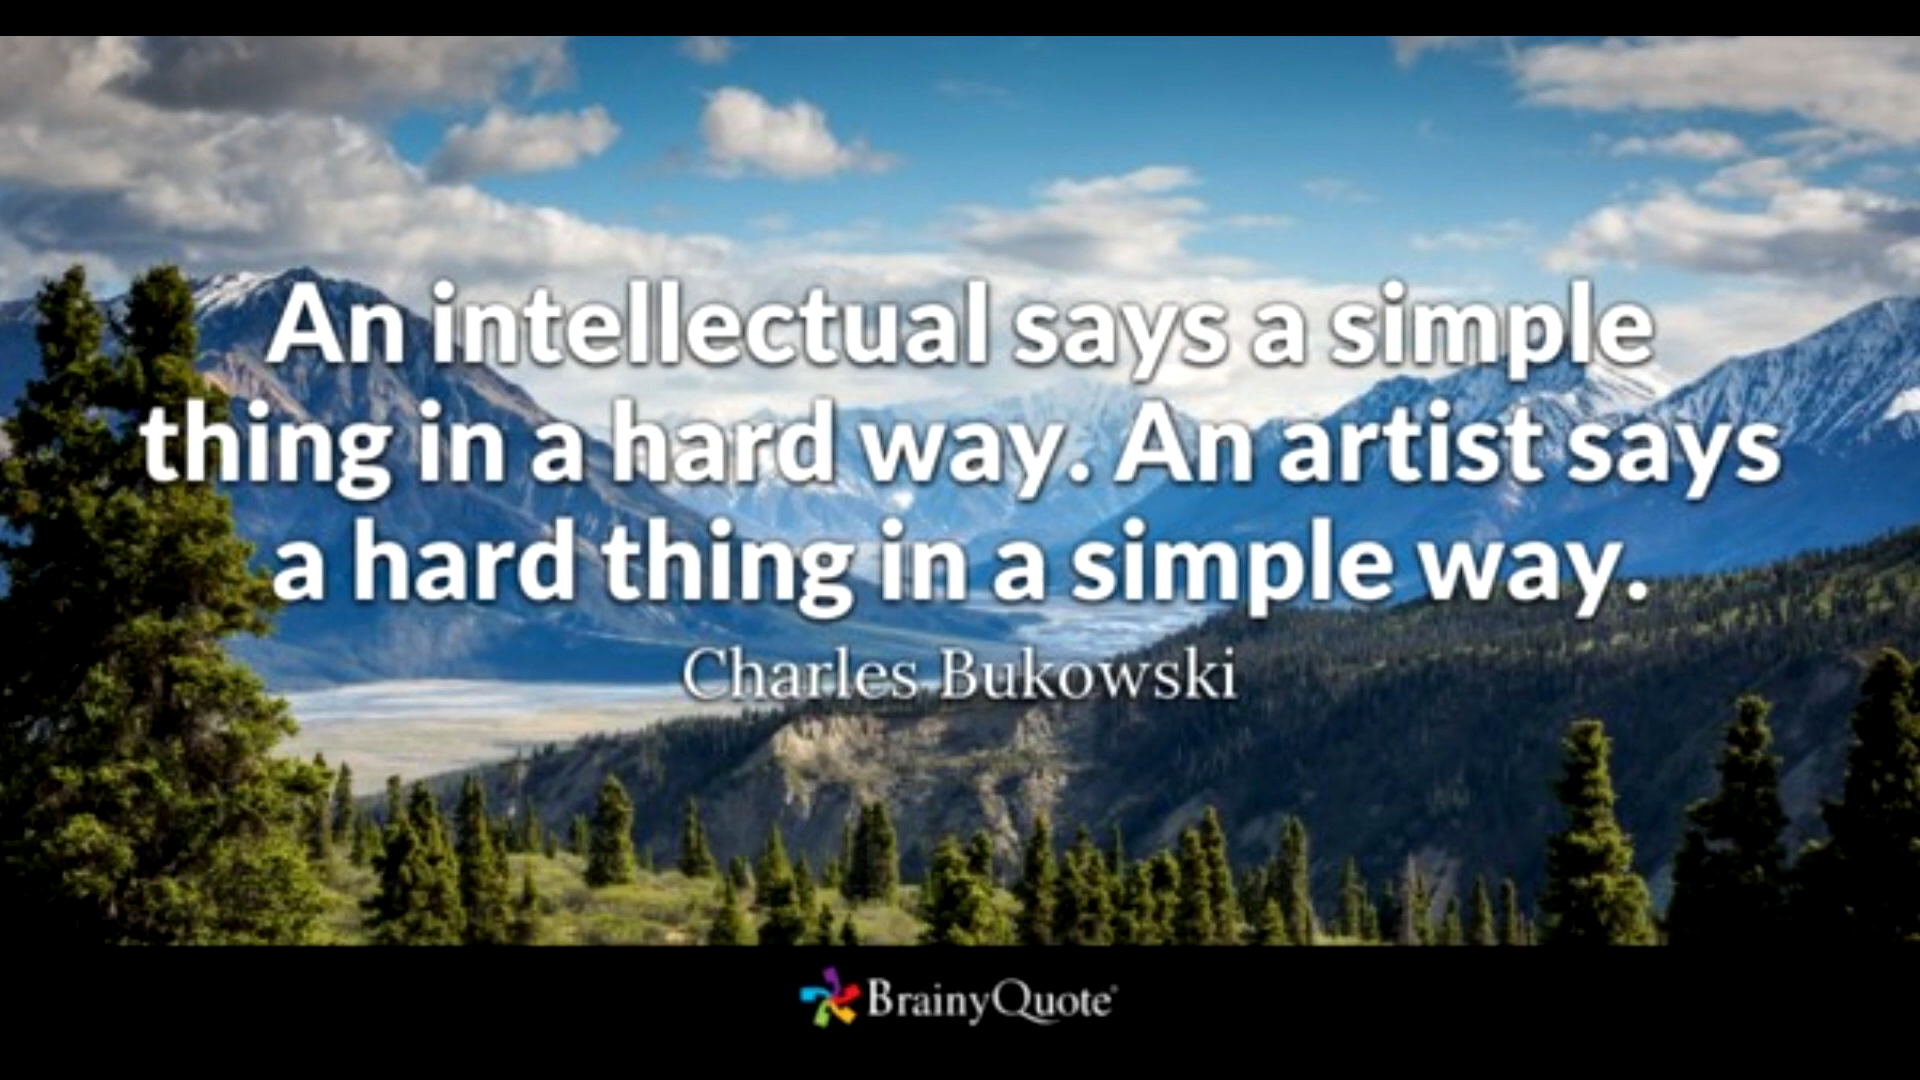 An intellectual says a simple
thing in a hard way. An artist says
a hard thing in a simple way.
Charles Bukowski
BrainyQuote®